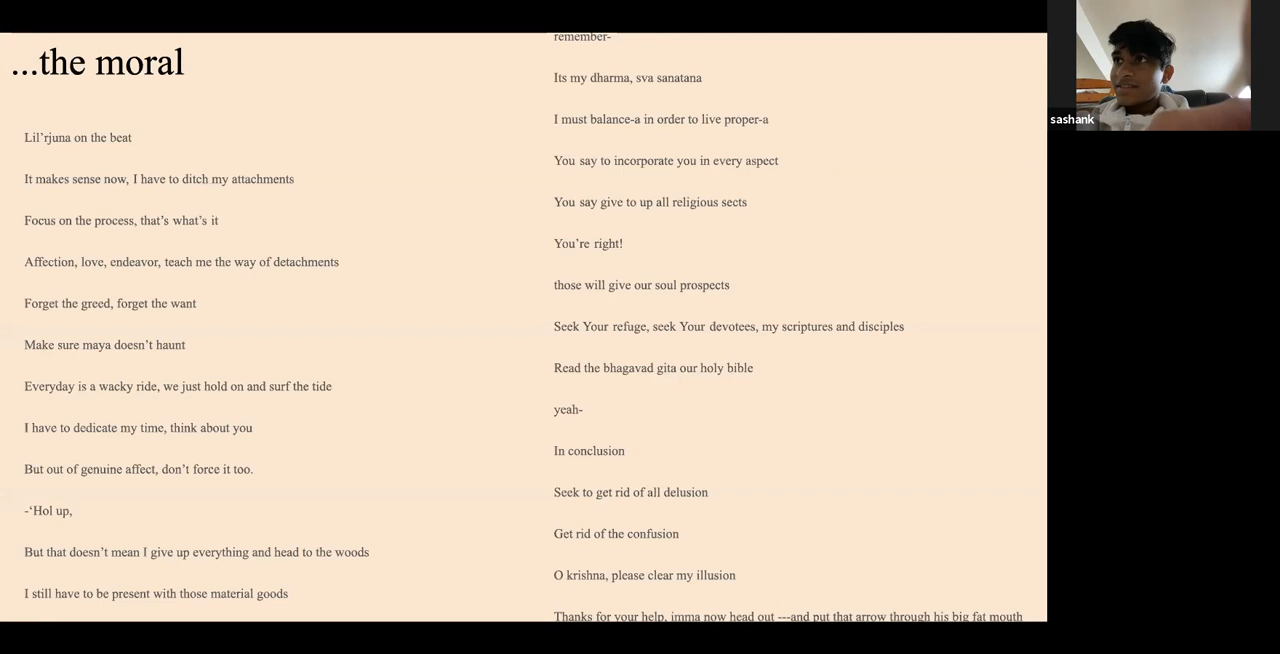 ...the moral
Lil’rjuna on the beat
It makes sense now, I have to ditch my attachments
Focus on the process, that’s what’s it
Affection, love, endeavor, teach me the way of detachments
Forget the greed, forget the want
Make sure maya doesn’t haunt
Everyday is a wacky ride, we just hold on and surf the tide
I have to dedicate my time, think about you
But out of genuine affect, don’t force it too.
-‘Hol up,
But that doesn’t mean I give up everything and head to the woods
I still have to be present with those material goods
remember-
Its my dharma, sva sanatana
I must balance-a in order to live proper-a
You say to incorporate you in every aspect
You say give to up all religious sects
You’re right!
those will give our soul prospects
Seek Your refuge, seek Your devotees, my scriptures and disciples
Read the bhagavad gita our holy bible
yeah-
In conclusion
Seek to get rid of all delusion
Get rid of the confusion
O krishna, please clear my illusion
Thanks for your help, imma now head out ---and put that arrow through his big fat mouth
sashank